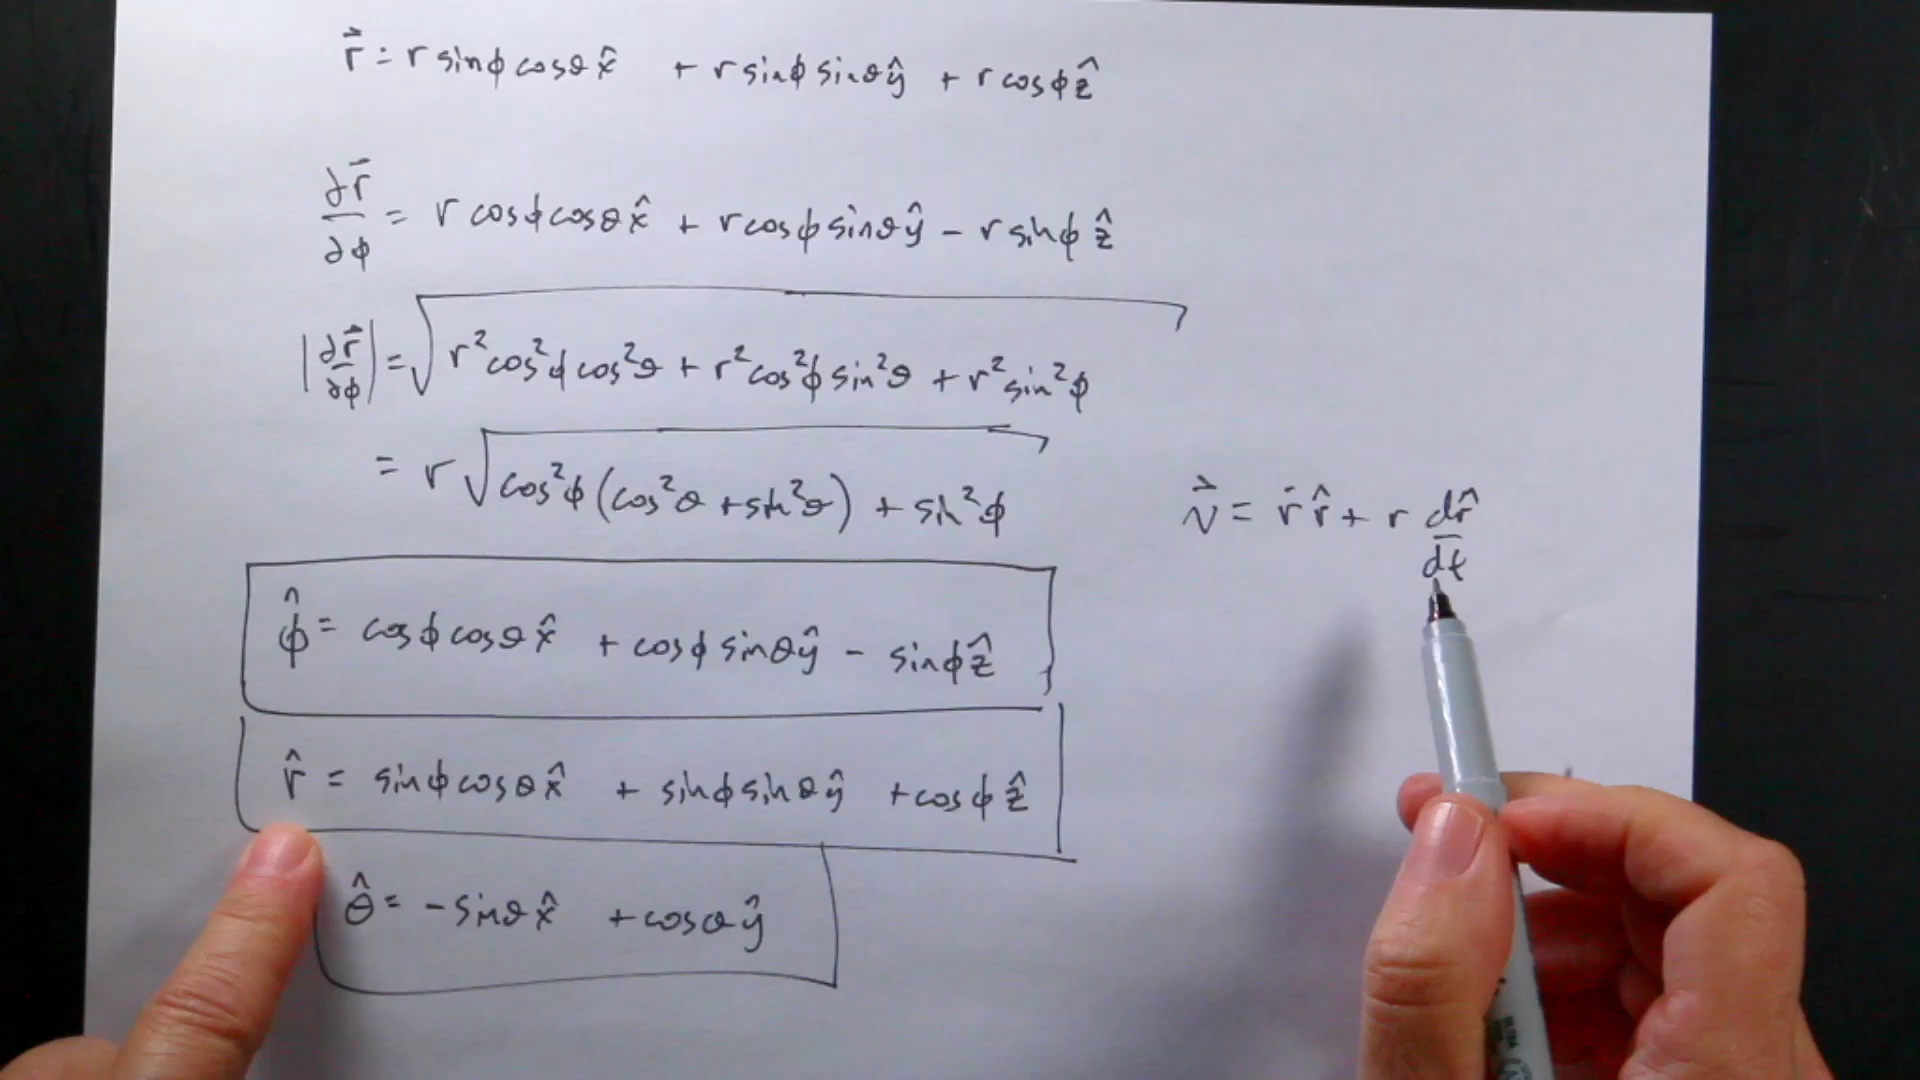 r⃗ = r sinϕ cosθ x̂ + r sinϕ sinθ ŷ + r cosϕ ẑ
∂r⃗/∂ϕ = r cosϕ cosθ x̂ + r cosϕ sinθ ŷ − r sinϕ ẑ
|∂r⃗/∂ϕ| = √(r² cos²ϕ cos²θ + r² cos²ϕ sin²θ + r² sin²ϕ)
= r √(cos²ϕ (cos²θ + sin²θ) + sin²ϕ)
v⃗ = ṙ r̂ + r dr̂/dt
ϕ̂ = cosϕ cosθ x̂ + cosϕ sinθ ŷ − sinϕ ẑ
r̂ = sinϕ cosθ x̂ + sinϕ sinθ ŷ + cosϕ ẑ
θ̂ = −sinθ x̂ + cosθ ŷ